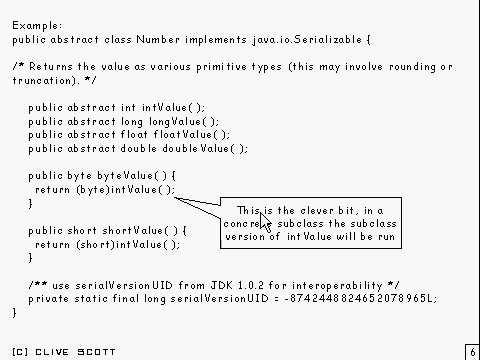 Example:
public abstract class Number implements java.io.Serializable {
/* Returns the value as various primitive types (this may involve rounding or
truncation). */
public abstract int intValue( );
public abstract long longValue( );
public abstract float floatValue( );
public abstract double doubleValue( );
public byte byteValue( ) {
return (byte)intValue( );
}
This is the clever bit, in a
concrete subclass the subclass
version of intValue will be run
public short shortValue( ) {
return (short)intValue( );
}
/** use serialVersionUID from JDK 1.0.2 for interoperability */
private static final long serialVersionUID = -8742448824652078965L;
}
[C] CLIVE SCOTT
6